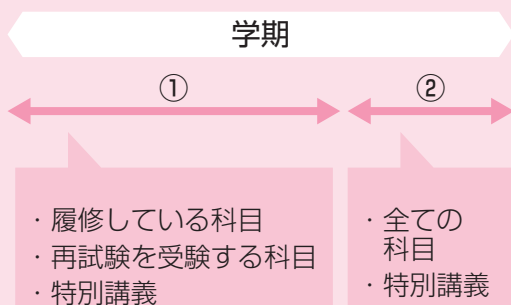 学期
①
②
・履修している科目
・再試験を受験する科目
・特別講義
・全ての
科目
・特別講義